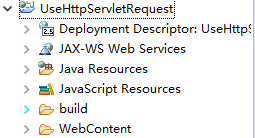 UseHttpServletRequest
Deployment Descriptor: UseHttpS
JAX-WS Web Services
Java Resources
JavaScript Resources
build
WebContent